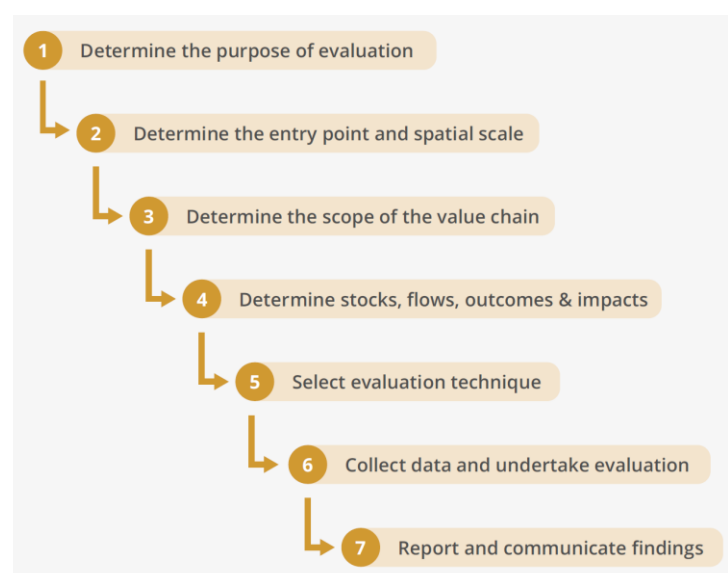 1 Determine the purpose of evaluation
2 Determine the entry point and spatial scale
3 Determine the scope of the value chain
4 Determine stocks, flows, outcomes & impacts
5 Select evaluation technique
6 Collect data and undertake evaluation
7 Report and communicate findings